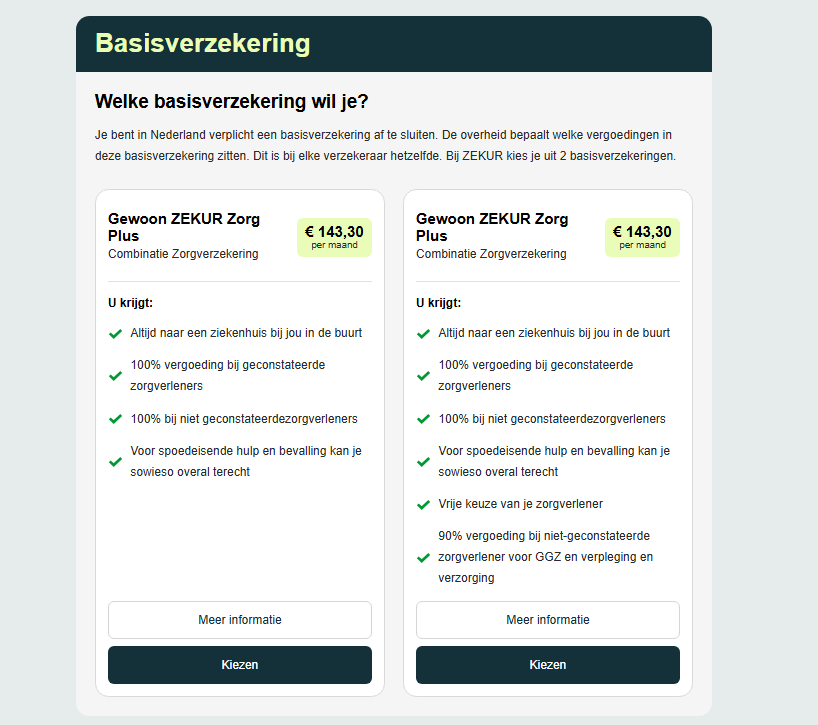 Basisverzekering
Welke basisverzekering wil je?
Je bent in Nederland verplicht een basisverzekering af te sluiten. De overheid bepaalt welke vergoedingen in
deze basisverzekering zitten. Dit is bij elke verzekeraar hetzelfde. Bij ZEKUR kies je uit 2 basisverzekeringen.
Gewoon ZEKUR Zorg
Plus
Combinatie Zorgverzekering
€ 143,30
per maand
U krijgt:
Altijd naar een ziekenhuis bij jou in de buurt
100% vergoeding bij geconstateerde
zorgverleners
100% bij niet geconstateerdezorgverleners
Voor spoedeisende hulp en bevalling kan je
sowieso overal terecht
Meer informatie
Kiezen
Gewoon ZEKUR Zorg
Plus
Combinatie Zorgverzekering
€ 143,30
per maand
U krijgt:
Altijd naar een ziekenhuis bij jou in de buurt
100% vergoeding bij geconstateerde
zorgverleners
100% bij niet geconstateerdezorgverleners
Voor spoedeisende hulp en bevalling kan je
sowieso overal terecht
Vrije keuze van je zorgverlener
90% vergoeding bij niet-geconstateerde
zorgverlener voor GGZ en verpleging en
verzorging
Meer informatie
Kiezen